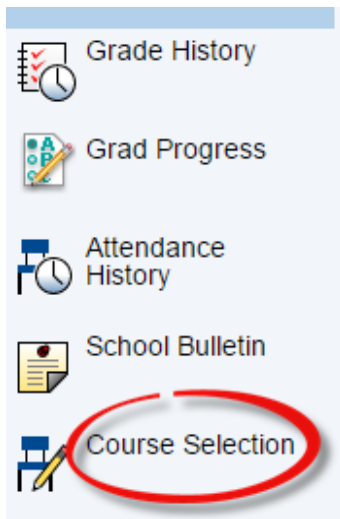 Grade History
Grad Progress
Attendance
History
School Bulletin
Course Selection